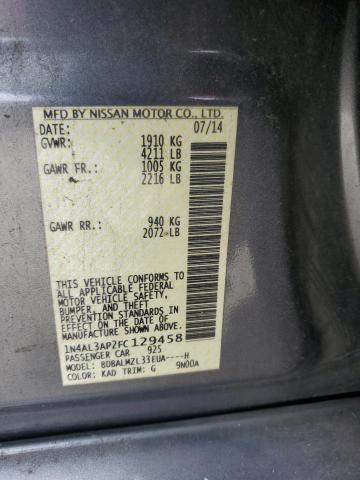 MFD BY NISSAN MOTOR CO., LTD.
DATE: 07/14
GVWR: 1910 KG
4211 LB
GAWR FR.: 1005 KG
2216 LB
GAWR RR.: 940 KG
2072 LB
THIS VEHICLE CONFORMS TO
ALL APPLICABLE FEDERAL
MOTOR VEHICLE SAFETY,
BUMPER, AND THEFT
PREVENTION STANDARDS IN
EFFECT ON THE DATE OF
MANUFACTURE SHOWN ABOVE.
1N4AL3AP2FC129458
PASSENGER CAR 925
MODEL: BDBALMZL33EUA----H
COLOR: KAD TRIM: G 9N00A